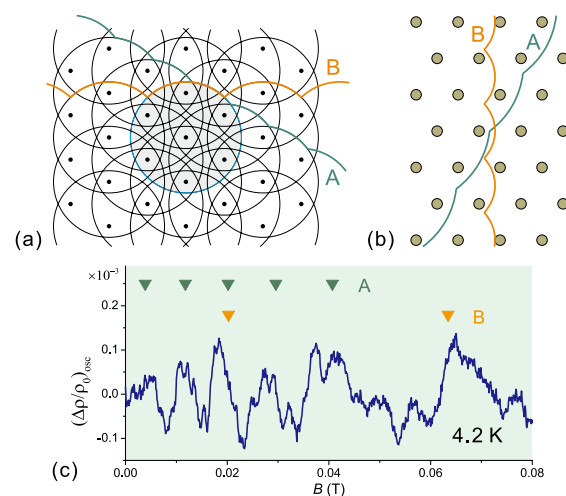 B
A
(a)
B
A
(b)
×10⁻³
0.2
0.1
0.0
-0.1
(Δρ/ρ₀)osc
A
B
4.2 K
0.00
0.02
0.04
0.06
0.08
B (T)
(c)